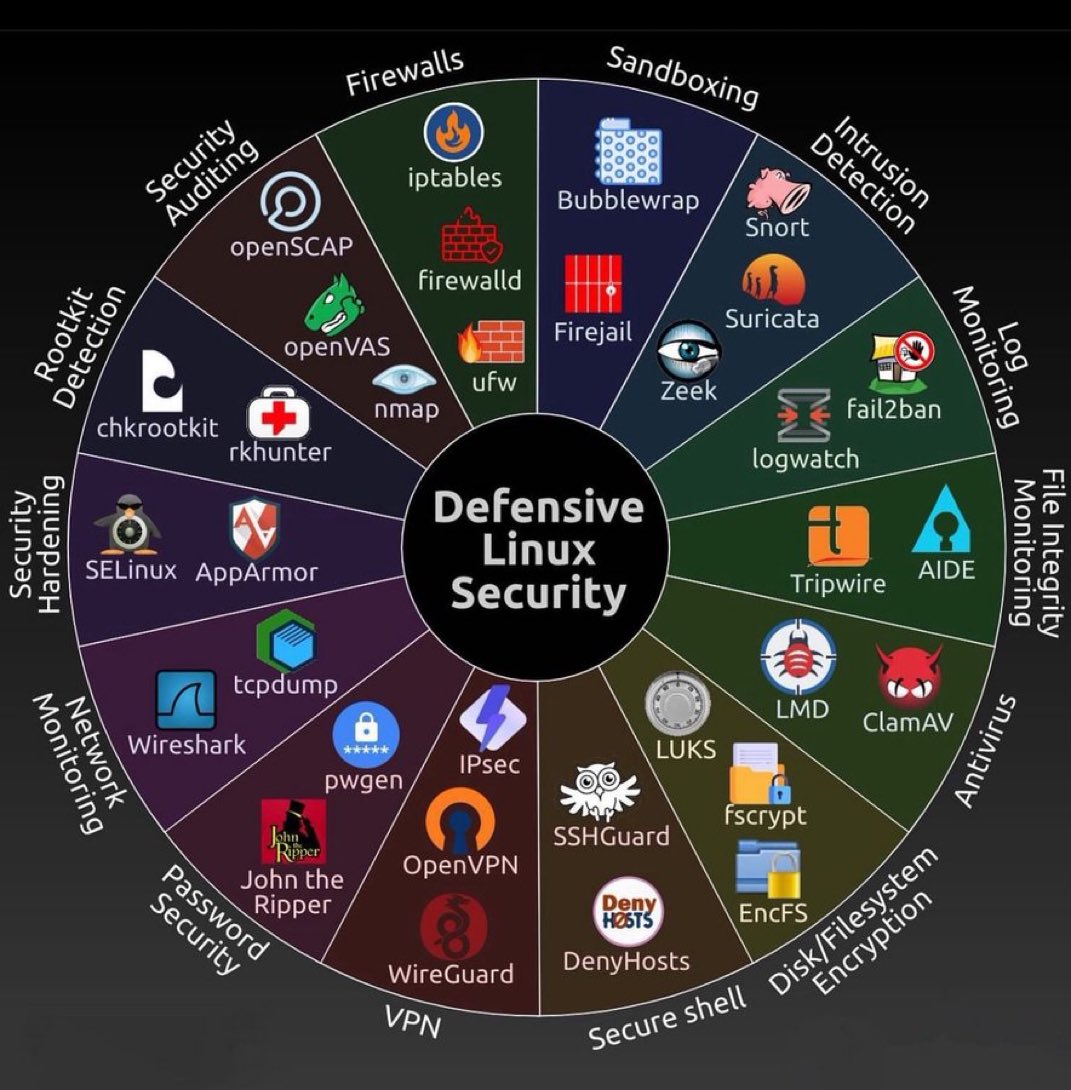 Defensive
Linux
Security
Firewalls
iptables
firewalld
ufw
Sandboxing
Bubblewrap
Firejail
Intrusion
Detection
Snort
Suricata
Zeek
Log
Monitoring
fail2ban
logwatch
File Integrity
Monitoring
Tripwire
AIDE
Antivirus
LMD
ClamAV
Disk/Filesystem
Encryption
LUKS
fscrypt
EncFS
Secure shell
SSHGuard
Deny
HOSTS
DenyHosts
VPN
IPsec
OpenVPN
WireGuard
Password
Security
*****
pwgen
John
the
Ripper
John the
Ripper
Network
Monitoring
tcpdump
Wireshark
Security
Hardening
SELinux
AppArmor
Rootkit
Detection
chkrootkit
rkhunter
Security
Auditing
openSCAP
openVAS
nmap